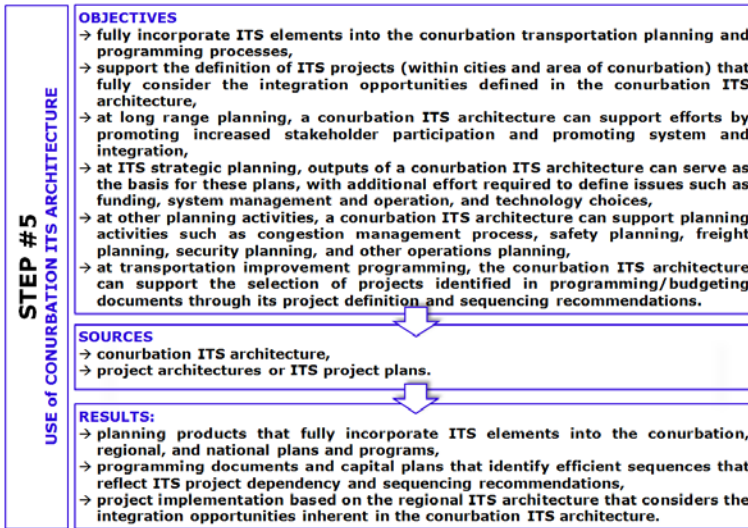 STEP #5
USE of CONURBATION ITS ARCHITECTURE
OBJECTIVES
→ fully incorporate ITS elements into the conurbation transportation planning and
programming processes,
→ support the definition of ITS projects (within cities and area of conurbation) that
fully consider the integration opportunities defined in the conurbation ITS
architecture,
→ at long range planning, a conurbation ITS architecture can support efforts by
promoting increased stakeholder participation and promoting system and
integration,
→ at ITS strategic planning, outputs of a conurbation ITS architecture can serve as
the basis for these plans, with additional effort required to define issues such as
funding, system management and operation, and technology choices,
→ at other planning activities, a conurbation ITS architecture can support planning
activities such as congestion management process, safety planning, freight
planning, security planning, and other operations planning,
→ at transportation improvement programming, the conurbation ITS architecture
can support the selection of projects identified in programming/budgeting
documents through its project definition and sequencing recommendations.
SOURCES
→ conurbation ITS architecture,
→ project architectures or ITS project plans.
RESULTS:
→ planning products that fully incorporate ITS elements into the conurbation,
regional, and national plans and programs,
→ programming documents and capital plans that identify efficient sequences that
reflect ITS project dependency and sequencing recommendations,
→ project implementation based on the regional ITS architecture that considers the
integration opportunities inherent in the conurbation ITS architecture.